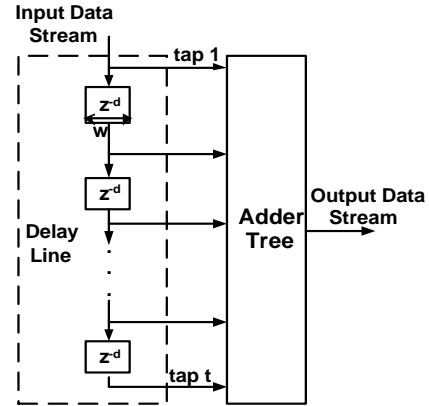 Input Data
Stream
tap 1
z-d
w
z-d
Delay
Line
Adder
Tree
Output Data
Stream
z-d
tap t